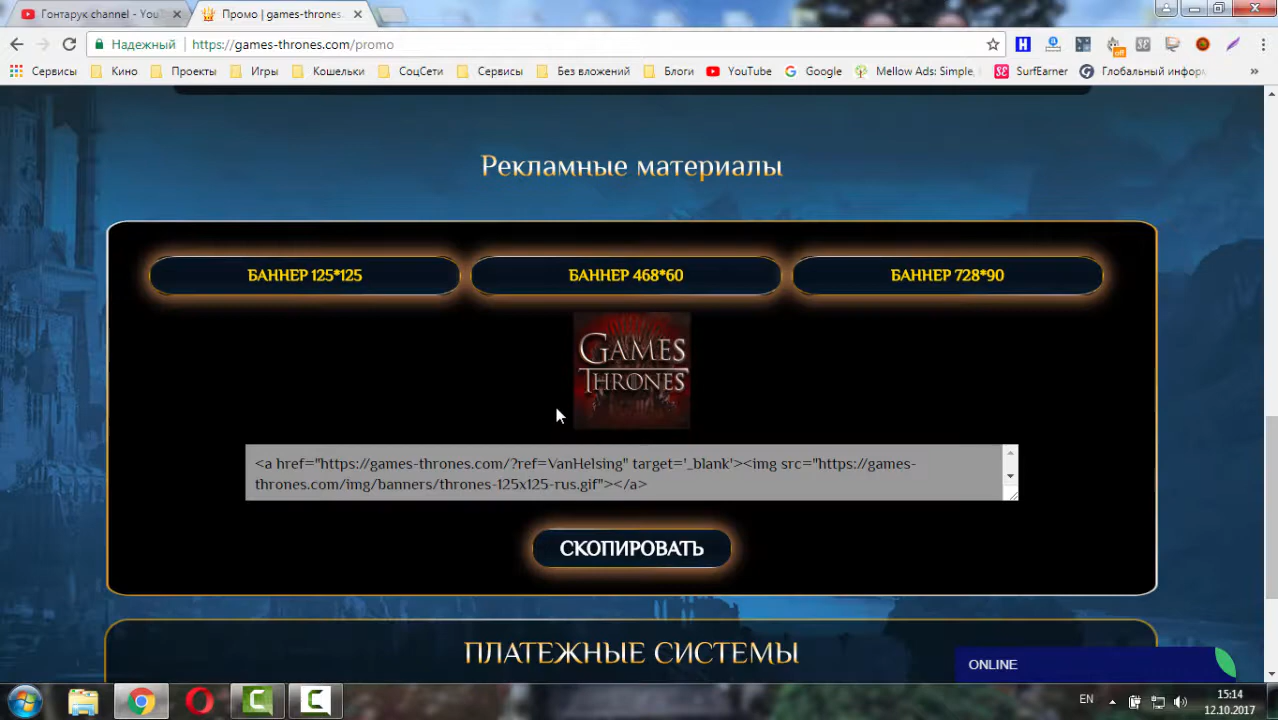 Гонтарук channel - You
Промо | games-thrones.
Надежный
https://games-thrones.com/promo
Сервисы
Кино
Проекты
Игры
Кошельки
СоцСети
Сервисы
Без вложений
Блоги
YouTube
Google
Mellow Ads: Simple,
SurfEarner
Глобальный инфор
Рекламные материалы
БАННЕР 125*125
БАННЕР 468*60
БАННЕР 728*90
GAMES
THRONES
<a href="https://games-thrones.com/?ref=VanHelsing" target='_blank'><img src="https://games-
thrones.com/img/banners/thrones-125x125-rus.gif"></a>
СКОПИРОВАТЬ
ПЛАТЕЖНЫЕ СИСТЕМЫ
ONLINE
EN
15:14
12.10.2017